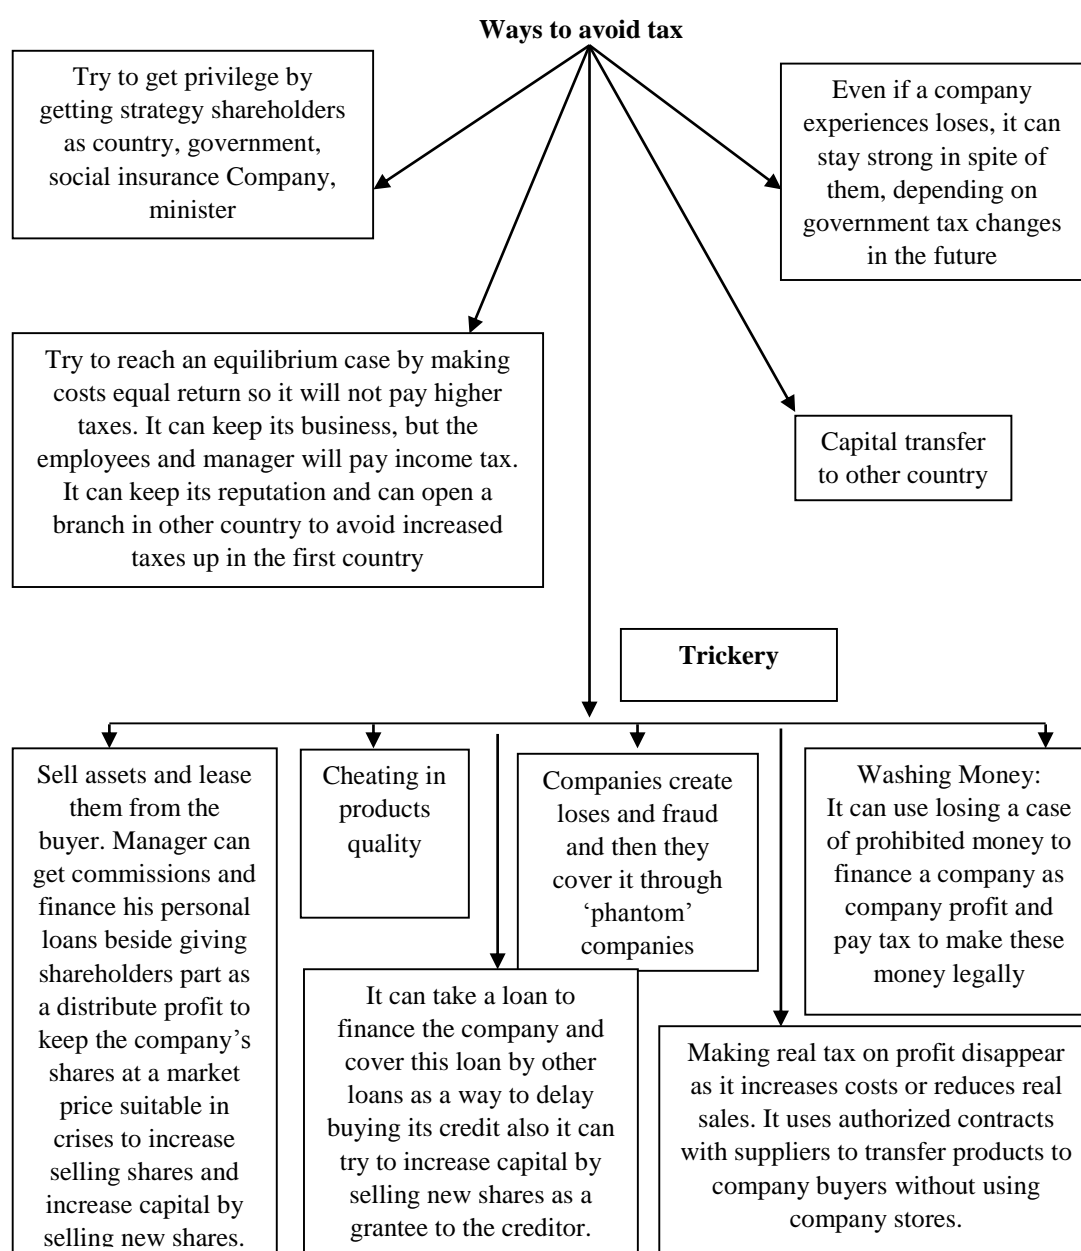 Ways to avoid tax
Try to get privilege by
getting strategy shareholders
as country, government,
social insurance Company,
minister
Even if a company
experiences loses, it can
stay strong in spite of
them, depending on
government tax changes
in the future
Try to reach an equilibrium case by making
costs equal return so it will not pay higher
taxes. It can keep its business, but the
employees and manager will pay income tax.
It can keep its reputation and can open a
branch in other country to avoid increased
taxes up in the first country
Capital transfer
to other country
Trickery
Sell assets and lease
them from the
buyer. Manager can
get commissions and
finance his personal
loans beside giving
shareholders part as
a distribute profit to
keep the company's
shares at a market
price suitable in
crises to increase
selling shares and
increase capital by
selling new shares.
Cheating in
products
quality
Companies create
loses and fraud
and then they
cover it through
‘phantom’
companies
Washing Money:
It can use losing a case
of prohibited money to
finance a company as
company profit and
pay tax to make these
money legally
It can take a loan to
finance the company and
cover this loan by other
loans as a way to delay
buying its credit also it can
try to increase capital by
selling new shares as a
grantee to the creditor.
Making real tax on profit disappear
as it increases costs or reduces real
sales. It uses authorized contracts
with suppliers to transfer products to
company buyers without using
company stores.